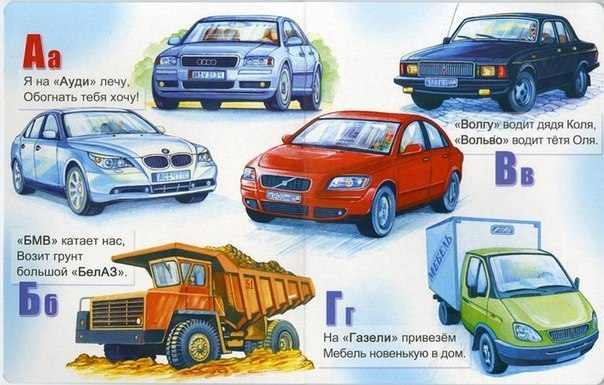 Аа
Я на «Ауди» лечу,
Обогнать тебя хочу!
«Волгу» водит дядя Коля,
«Вольво» водит тётя Оля.
Вв
«БМВ» катает нас,
Возит грунт
большой «БелАЗ».
Бб
51
МЕБЕЛЬ
Гг
На «Газели» привезём
Мебель новенькую в дом.